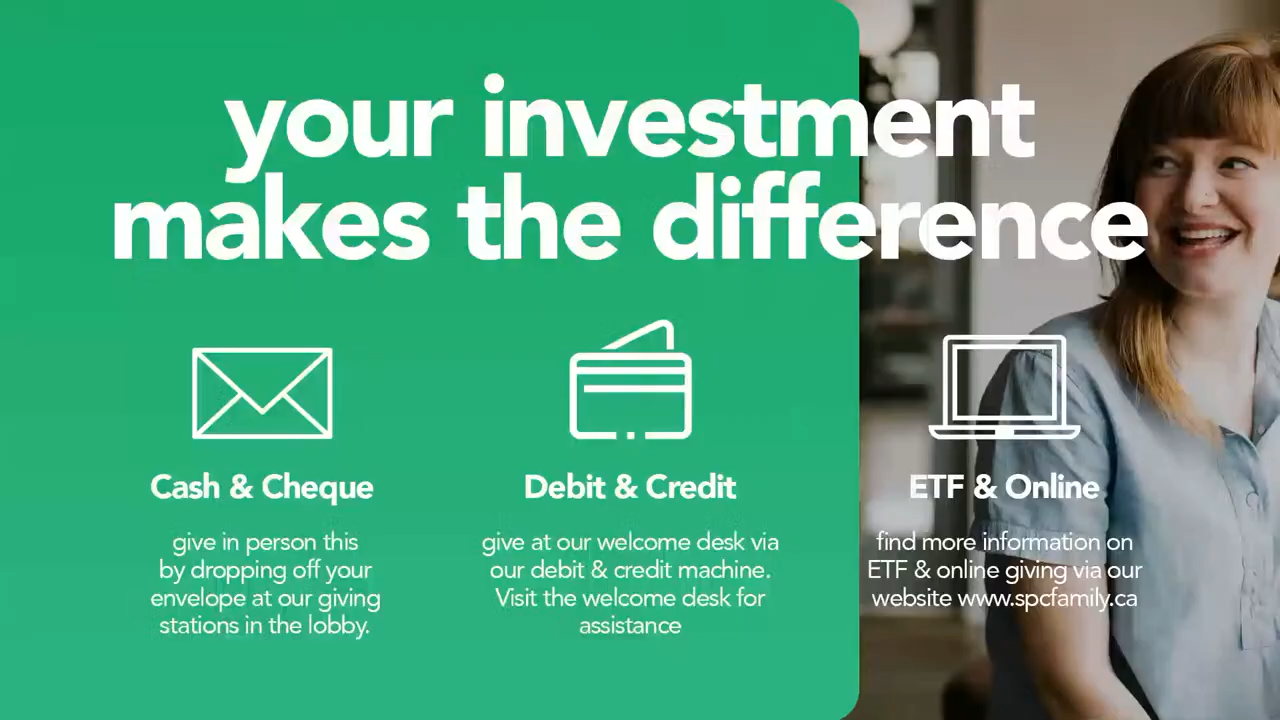 your investment
makes the difference
Cash & Cheque
give in person this
by dropping off your
envelope at our giving
stations in the lobby.
Debit & Credit
give at our welcome desk via
our debit & credit machine.
Visit the welcome desk for
assistance
ETF & Online
find more information on
ETF & online giving via our
website www.spcfamily.ca